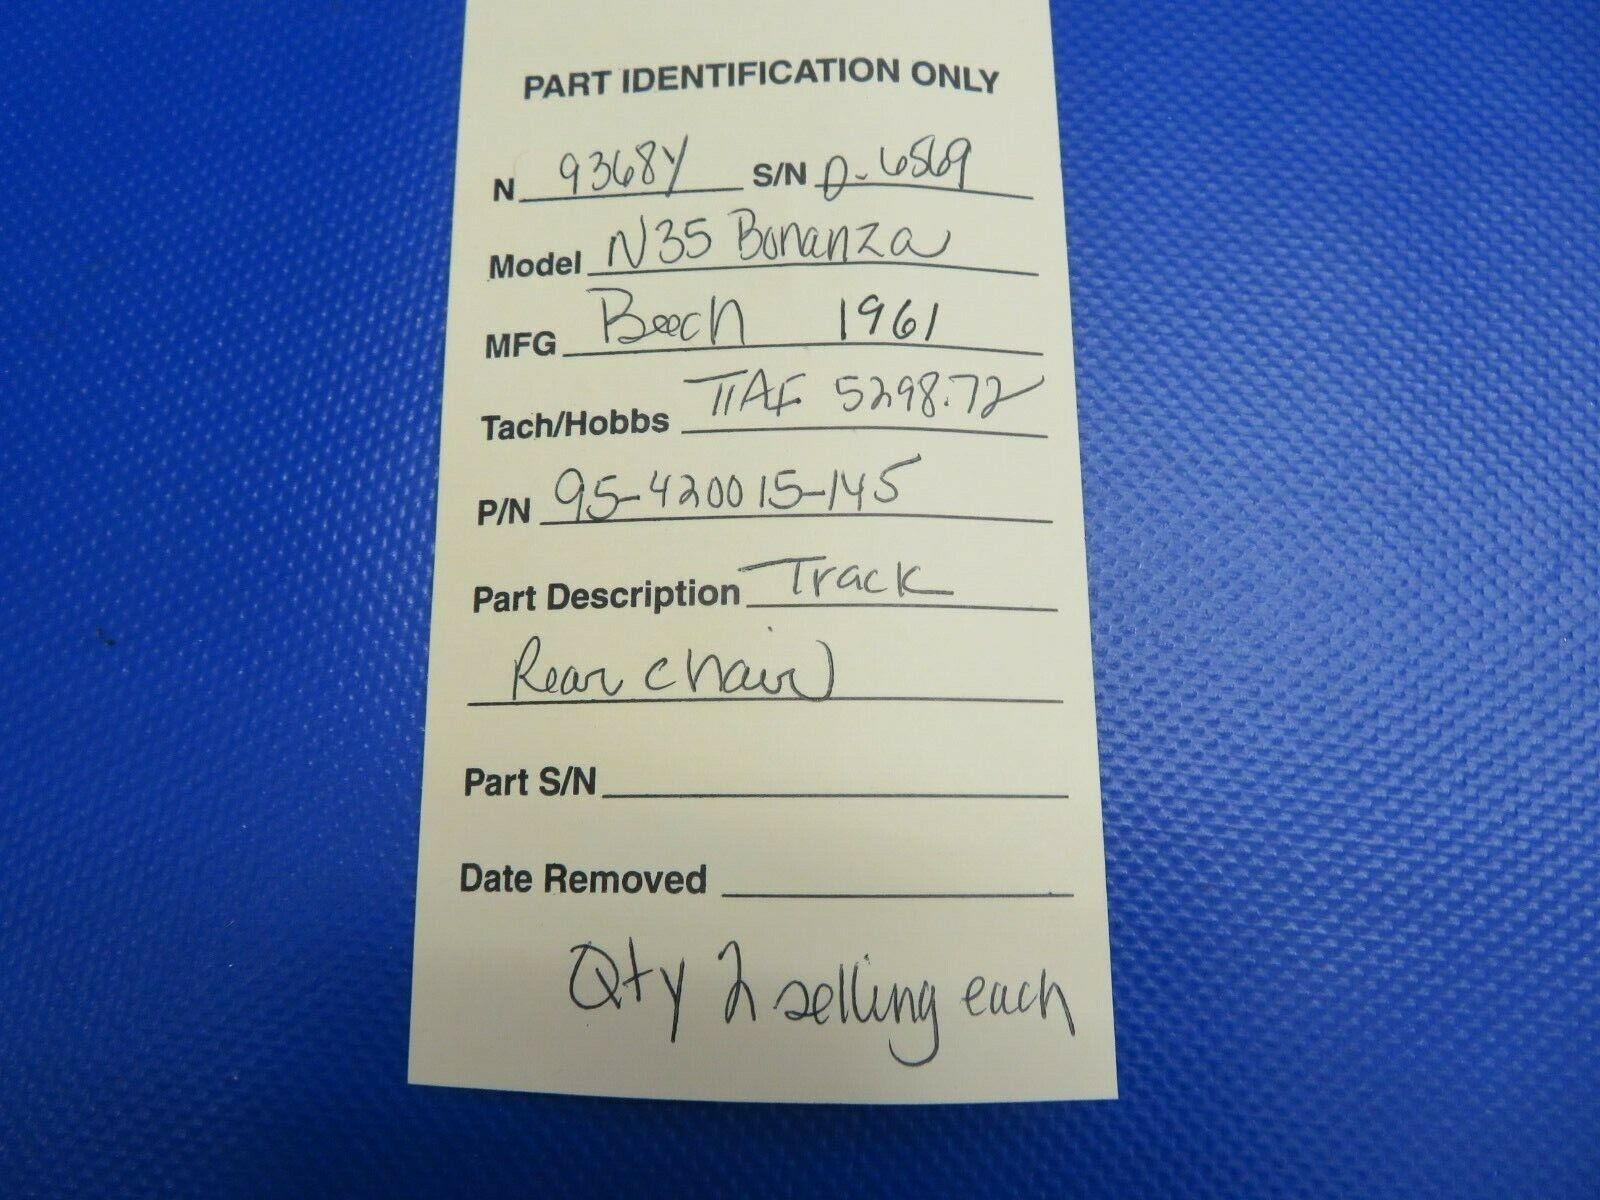 PART IDENTIFICATION ONLY
N 9368Y S/N D-6569
Model N35 Bonanza
MFG Beech 1961
Tach/Hobbs TTAF 5298.72
P/N 95-420015-145
Part Description Track
Rear chair
Part S/N
Date Removed
Qty 2 selling each